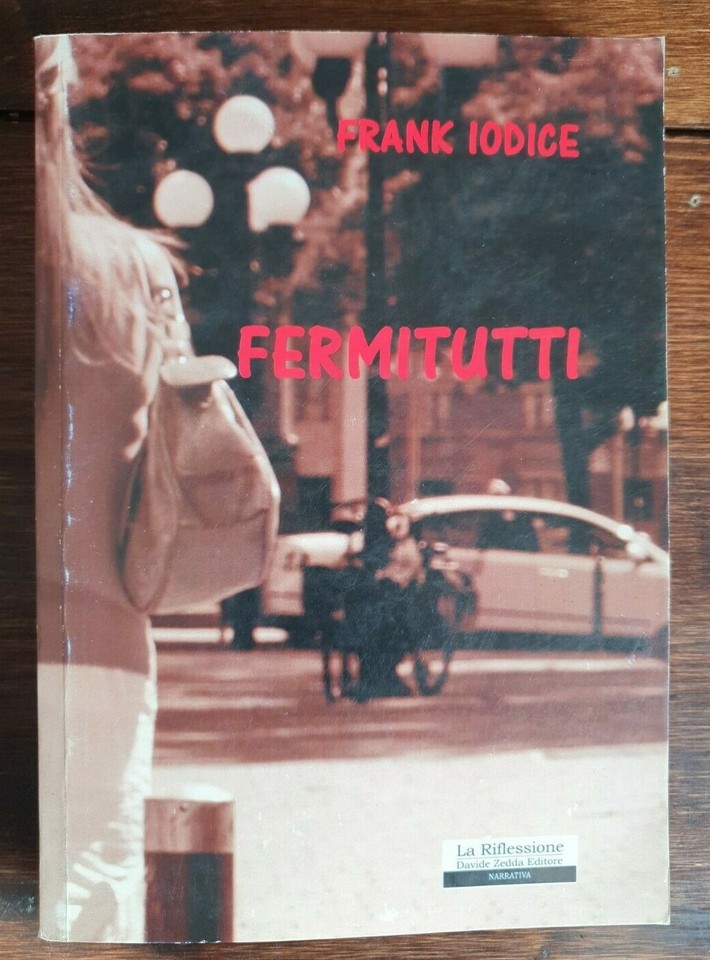 FRANK IODICE
FERMITUTTI
La Riflessione
Davide Zedda Editore
NARRATIVA